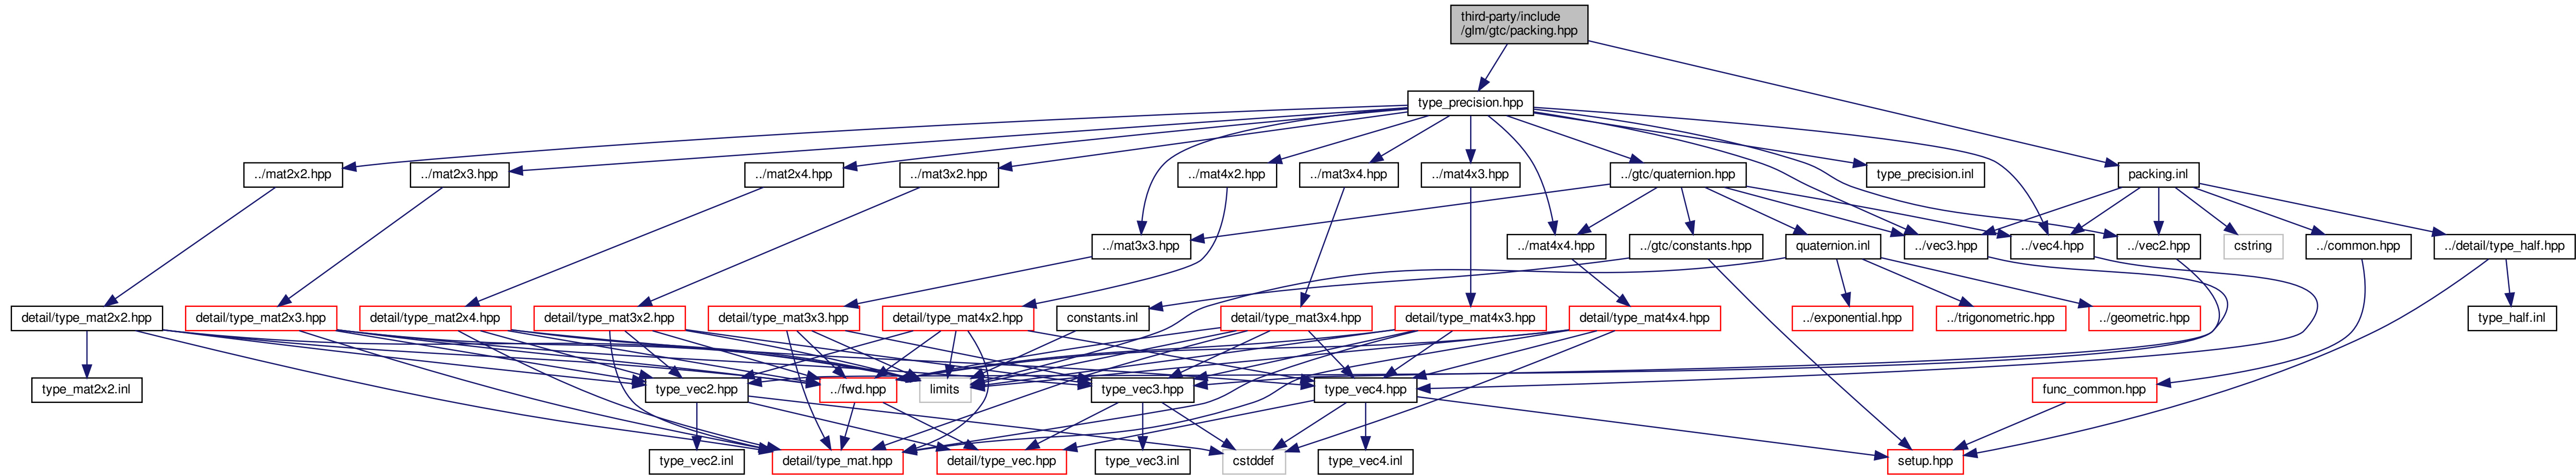 third-party/include
/glm/gtc/packing.hpp
type_precision.hpp
../mat2x2.hpp
../mat2x3.hpp
../mat2x4.hpp
../mat3x2.hpp
../mat4x2.hpp
../mat3x4.hpp
../mat4x3.hpp
../gtc/quaternion.hpp
type_precision.inl
packing.inl
../mat3x3.hpp
../mat4x4.hpp
../gtc/constants.hpp
quaternion.inl
../vec3.hpp
../vec4.hpp
../vec2.hpp
cstring
../common.hpp
../detail/type_half.hpp
detail/type_mat2x2.hpp
detail/type_mat2x3.hpp
detail/type_mat2x4.hpp
detail/type_mat3x2.hpp
detail/type_mat3x3.hpp
detail/type_mat4x2.hpp
constants.inl
detail/type_mat3x4.hpp
detail/type_mat4x3.hpp
detail/type_mat4x4.hpp
../exponential.hpp
../trigonometric.hpp
../geometric.hpp
type_half.inl
type_mat2x2.inl
type_vec2.hpp
../fwd.hpp
limits
type_vec3.hpp
type_vec4.hpp
func_common.hpp
type_vec2.inl
detail/type_mat.hpp
detail/type_vec.hpp
type_vec3.inl
cstddef
type_vec4.inl
setup.hpp